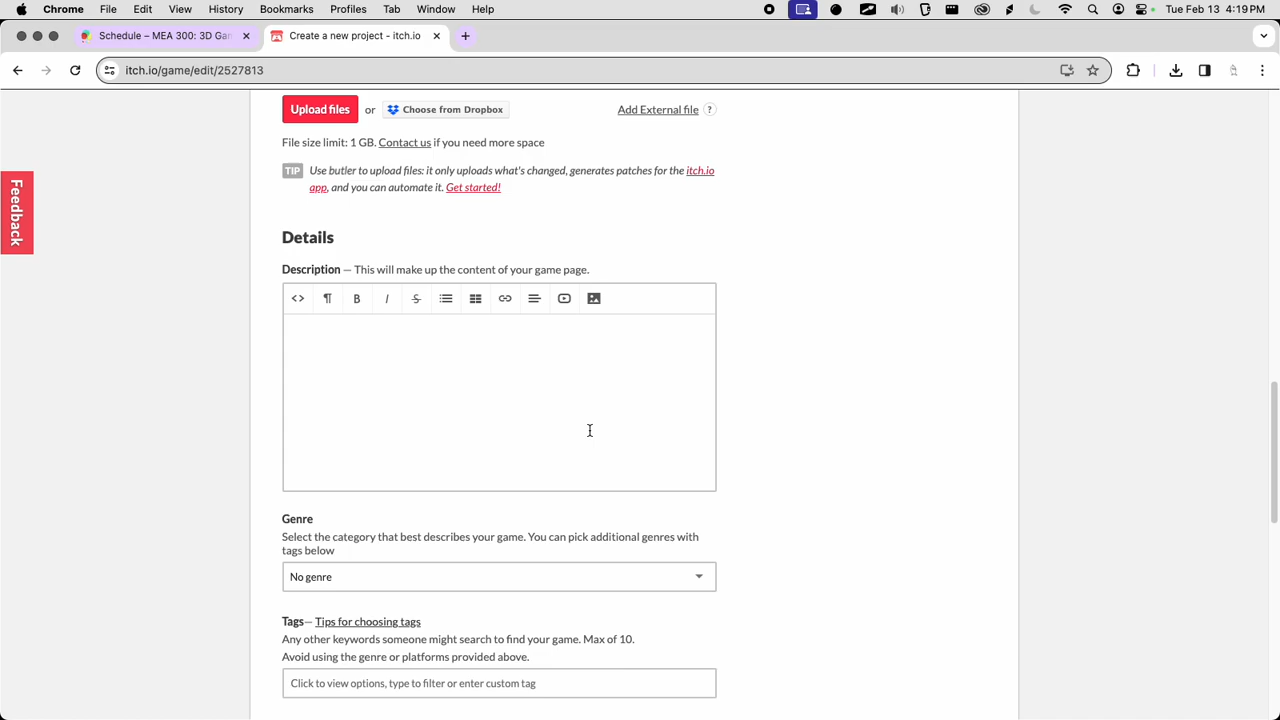 Chrome File Edit View History Bookmarks Profiles Tab Window Help Tue Feb 13 4:19 PM
Schedule – MEA 300: 3D Gan
Create a new project - itch.io
itch.io/game/edit/2527813
Upload files or Choose from Dropbox Add External file ?
File size limit: 1 GB. Contact us if you need more space
TIP Use butler to upload files: it only uploads what's changed, generates patches for the itch.io
app, and you can automate it. Get started!
Feedback
Details
Description — This will make up the content of your game page.
<> ¶ B I S
Genre
Select the category that best describes your game. You can pick additional genres with
tags below
No genre
Tags— Tips for choosing tags
Any other keywords someone might search to find your game. Max of 10.
Avoid using the genre or platforms provided above.
Click to view options, type to filter or enter custom tag